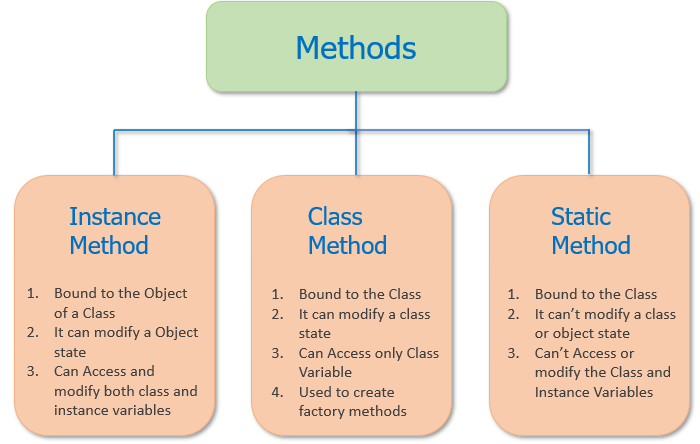 Methods
Instance
Method
1. Bound to the Object
of a Class
2. It can modify a Object
state
3. Can Access and
modify both class and
instance variables
Class
Method
1. Bound to the Class
2. It can modify a class
state
3. Can Access only Class
Variable
4. Used to create
factory methods
Static
Method
1. Bound to the Class
2. It can’t modify a class
or object state
3. Can’t Access or
modify the Class and
Instance Variables